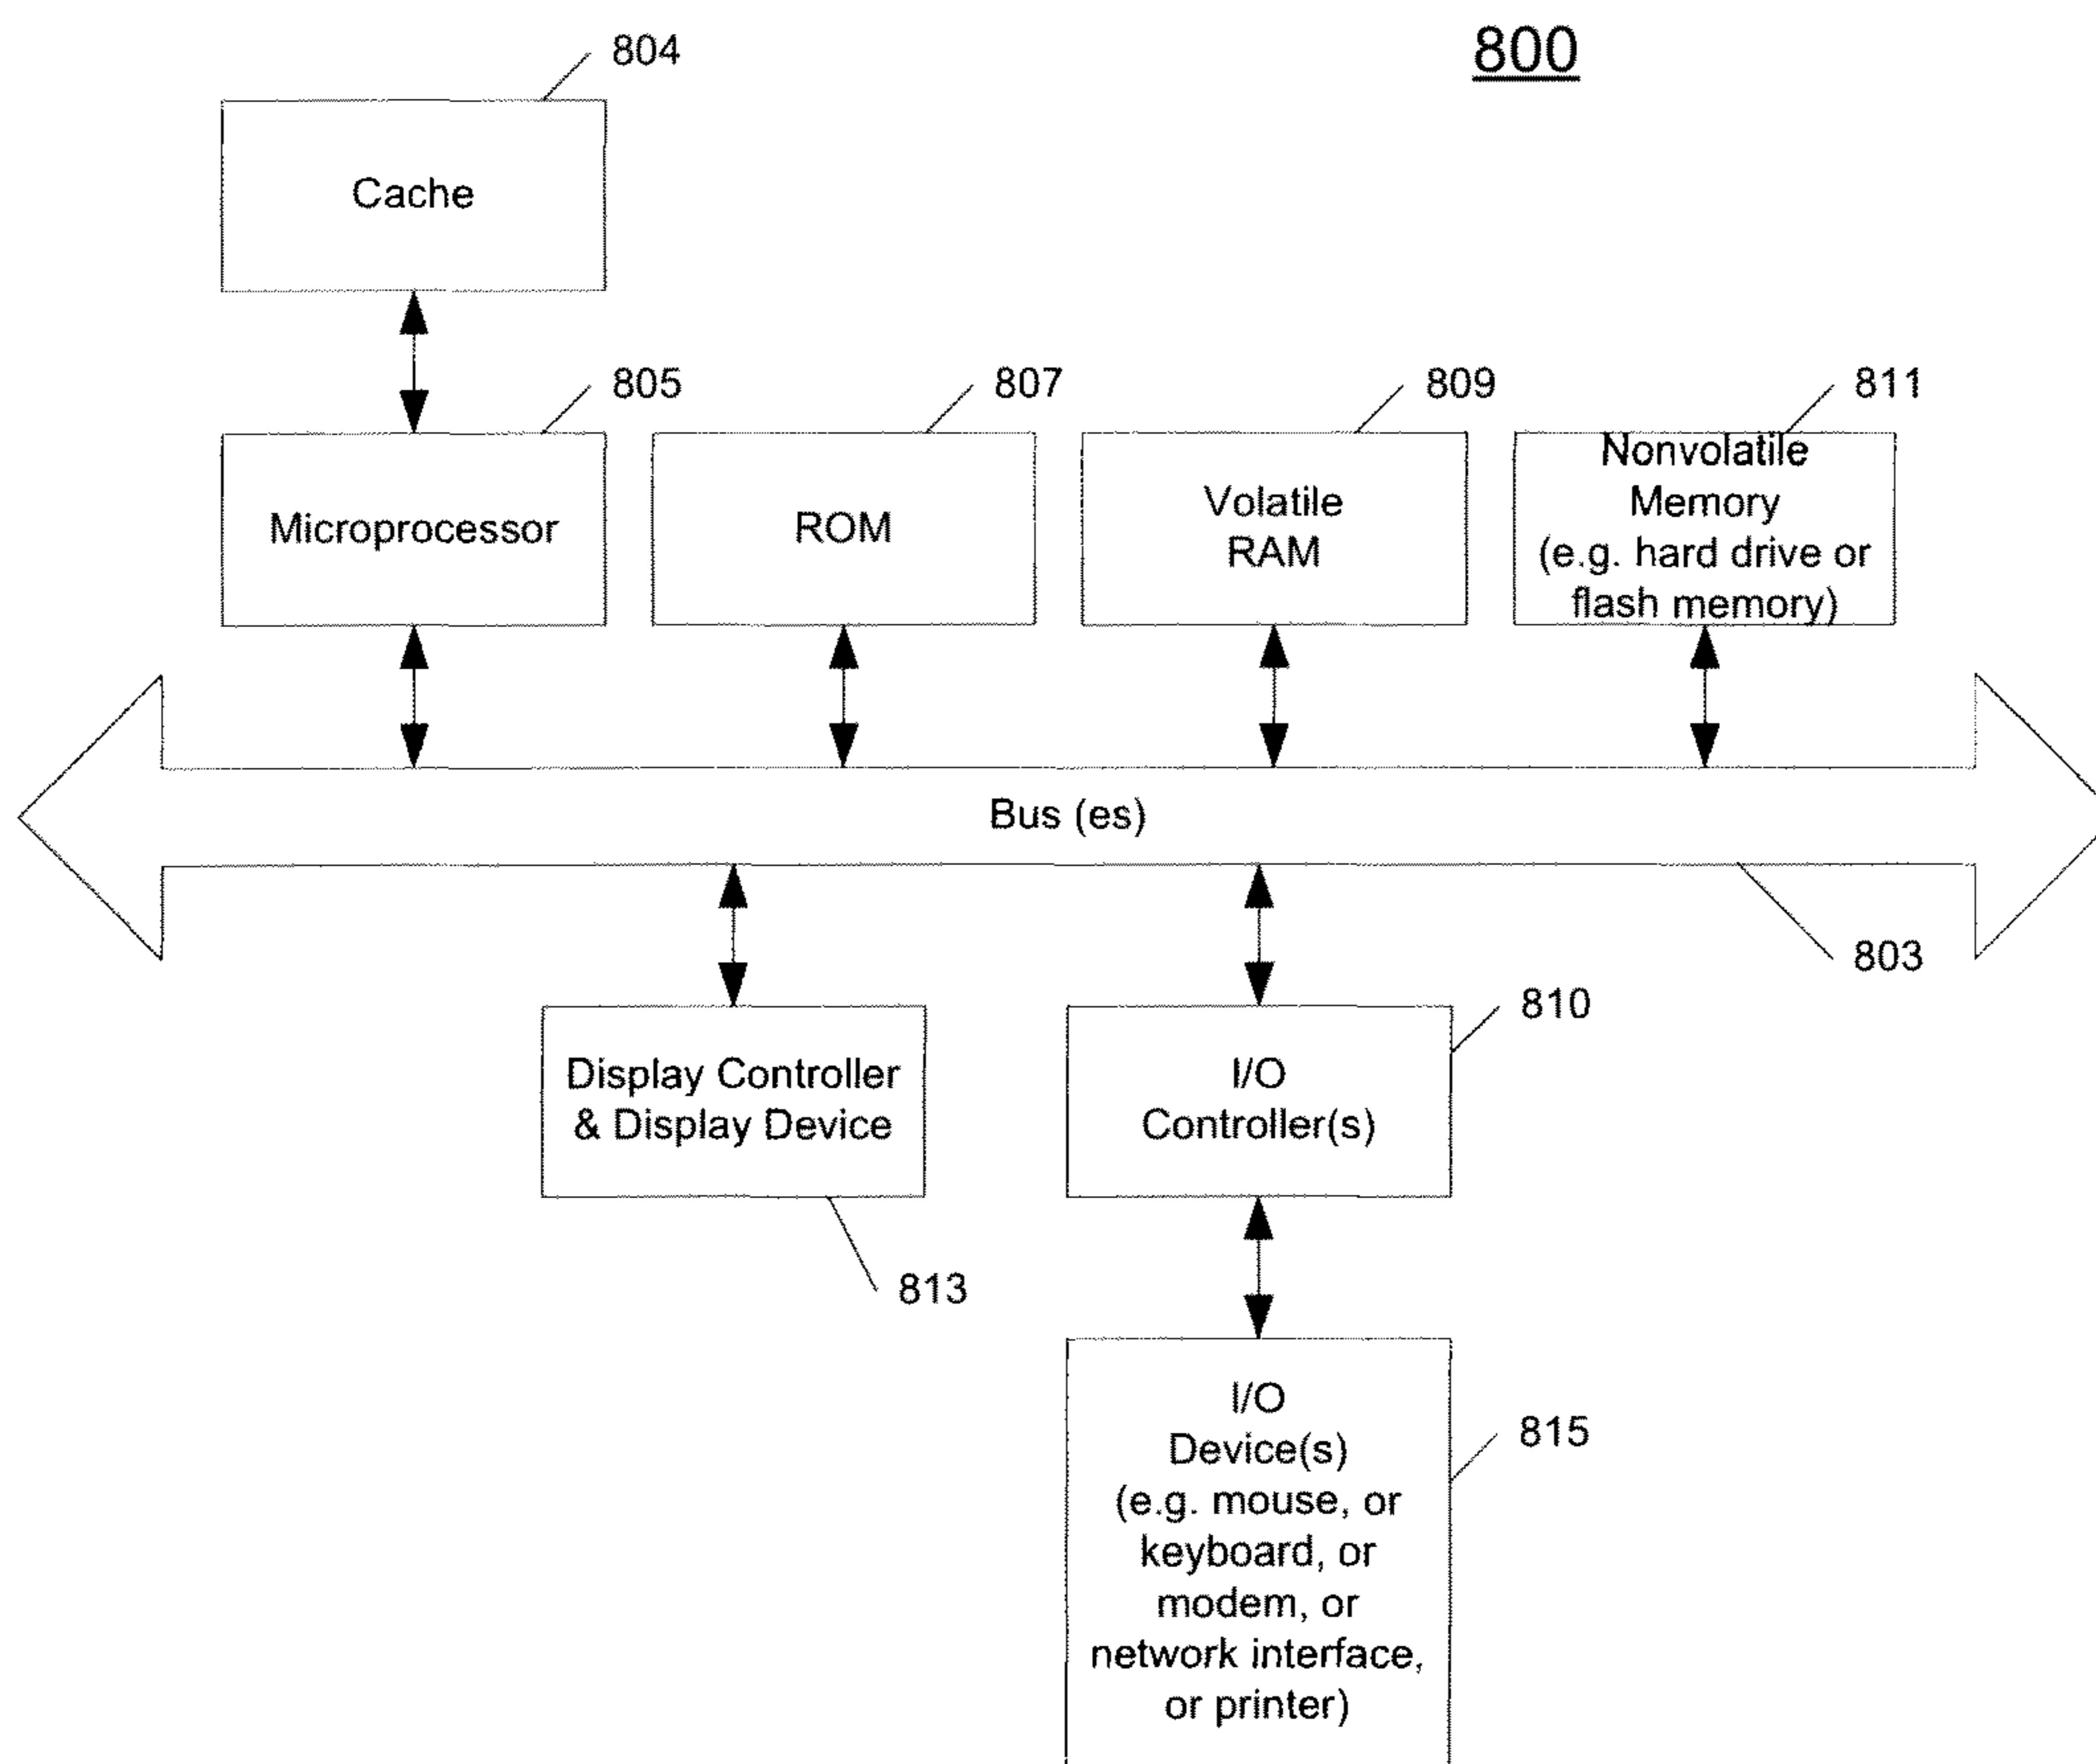 800
804
Cache
805
807
809
811
Microprocessor
ROM
Volatile
RAM
Nonvolatile
Memory
(e.g. hard drive or
flash memory)
Bus (es)
803
810
Display Controller
& Display Device
I/O
Controller(s)
813
815
I/O
Device(s)
(e.g. mouse, or
keyboard, or
modem, or
network interface,
or printer)